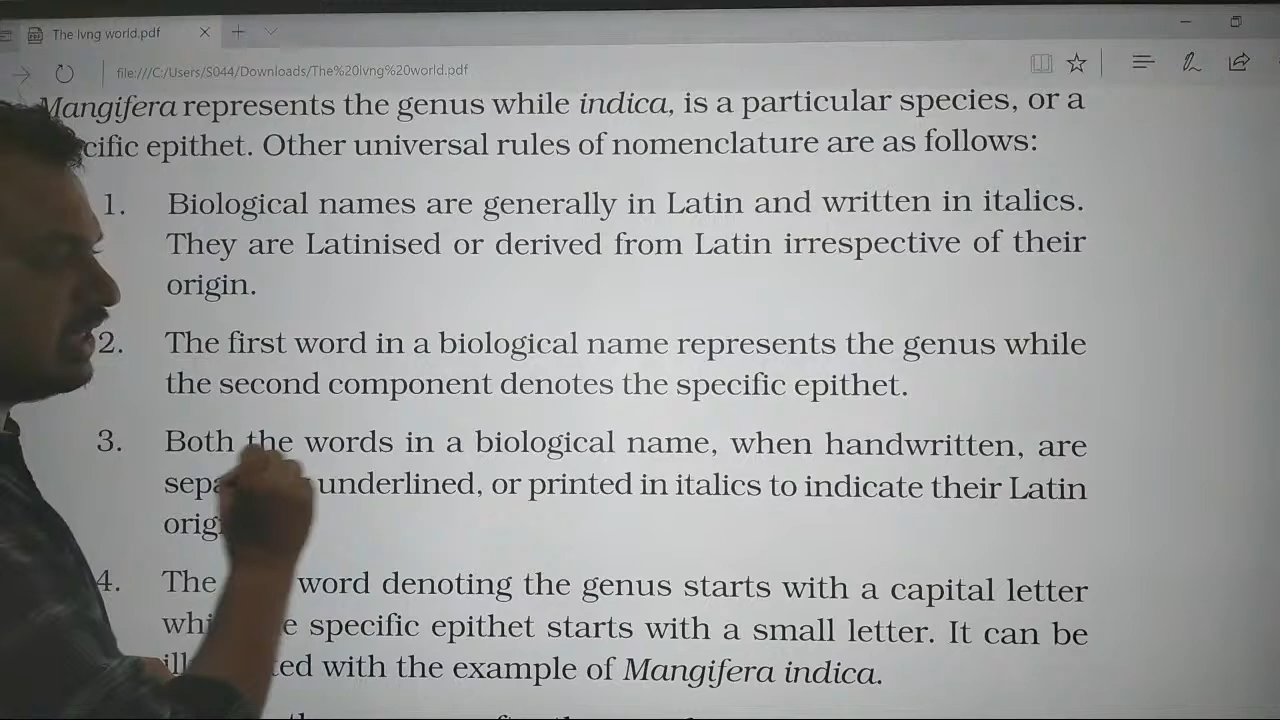 The lvng world.pdf
file:///C:/Users/S044/Downloads/The%20lvng%20world.pdf
Mangifera represents the genus while indica, is a particular species, or a
cific epithet. Other universal rules of nomenclature are as follows:
1. Biological names are generally in Latin and written in italics.
They are Latinised or derived from Latin irrespective of their
origin.
2. The first word in a biological name represents the genus while
the second component denotes the specific epithet.
3. Both the words in a biological name, when handwritten, are
sepa underlined, or printed in italics to indicate their Latin
orig
4. The word denoting the genus starts with a capital letter
whi e specific epithet starts with a small letter. It can be
ill ted with the example of Mangifera indica.